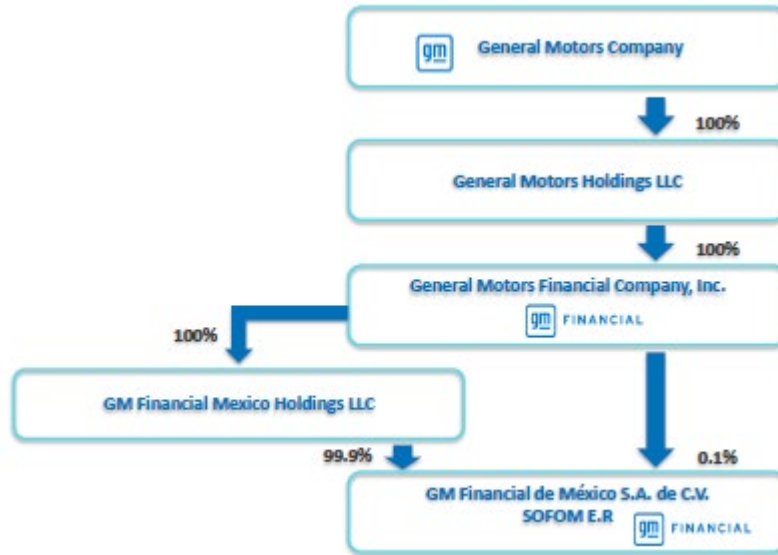 gm General Motors Company
100%
General Motors Holdings LLC
100%
General Motors Financial Company, Inc.
gm FINANCIAL
100%
GM Financial Mexico Holdings LLC
99.9%
0.1%
GM Financial de México S.A. de C.V.
SOFOM E.R
gm FINANCIAL